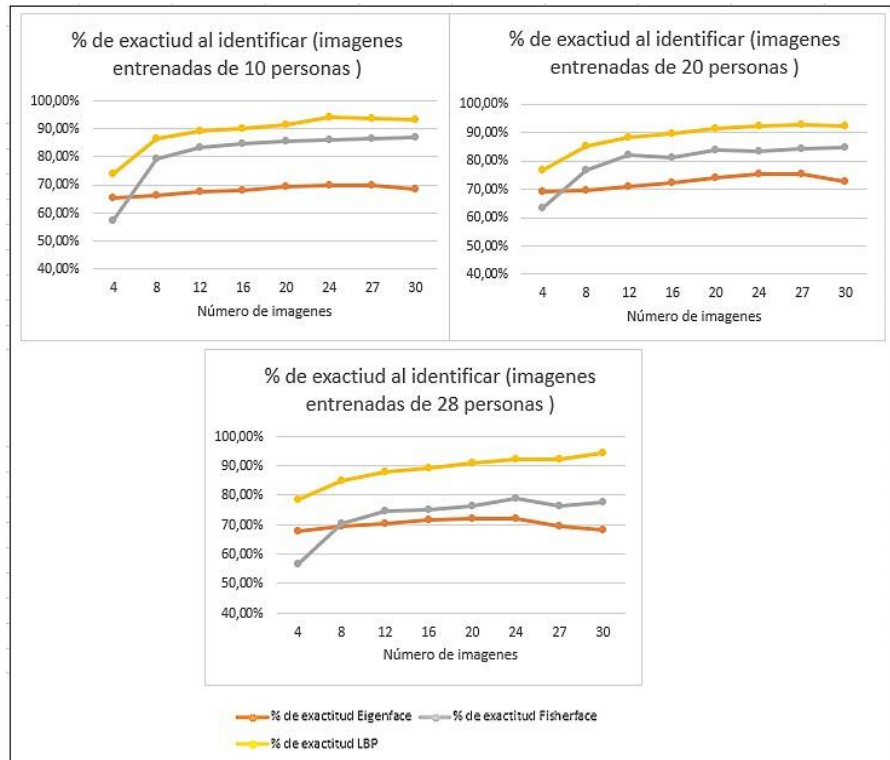 % de exactiud al identificar (imagenes
entrenadas de 10 personas )
100,00%
90,00%
80,00%
70,00%
60,00%
50,00%
40,00%
4 8 12 16 20 24 27 30
Número de imagenes
% de exactiud al identificar (imagenes
entrenadas de 20 personas )
100,00%
90,00%
80,00%
70,00%
60,00%
50,00%
40,00%
4 8 12 16 20 24 27 30
Número de imagenes
% de exactiud al identificar (imagenes
entrenadas de 28 personas )
100,00%
90,00%
80,00%
70,00%
60,00%
50,00%
40,00%
4 8 12 16 20 24 27 30
Número de imagenes
% de exactitud Eigenface % de exactitud Fisherface
% de exactitud LBP